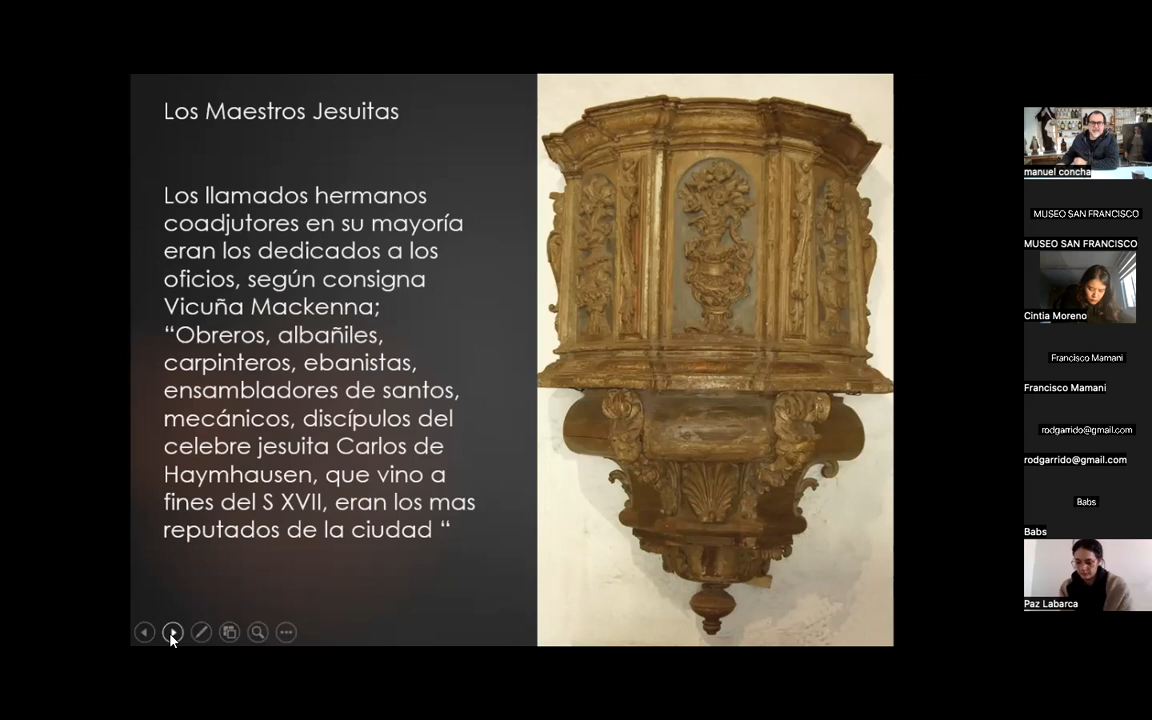 Los Maestros Jesuitas
Los llamados hermanos
coadjutores en su mayoría
eran los dedicados a los
oficios, según consigna
Vicuña Mackenna;
“Obreros, albañiles,
carpinteros, ebanistas,
ensambladores de santos,
mecánicos, discípulos del
celebre jesuita Carlos de
Haymhausen, que vino a
fines del S XVII, eran los mas
reputados de la ciudad “
manuel concha
MUSEO SAN FRANCISCO
MUSEO SAN FRANCISCO
Cintia Moreno
Francisco Mamani
Francisco Mamani
rodgarrido@gmail.com
rodgarrido@gmail.com
Babs
Babs
Paz Labarca